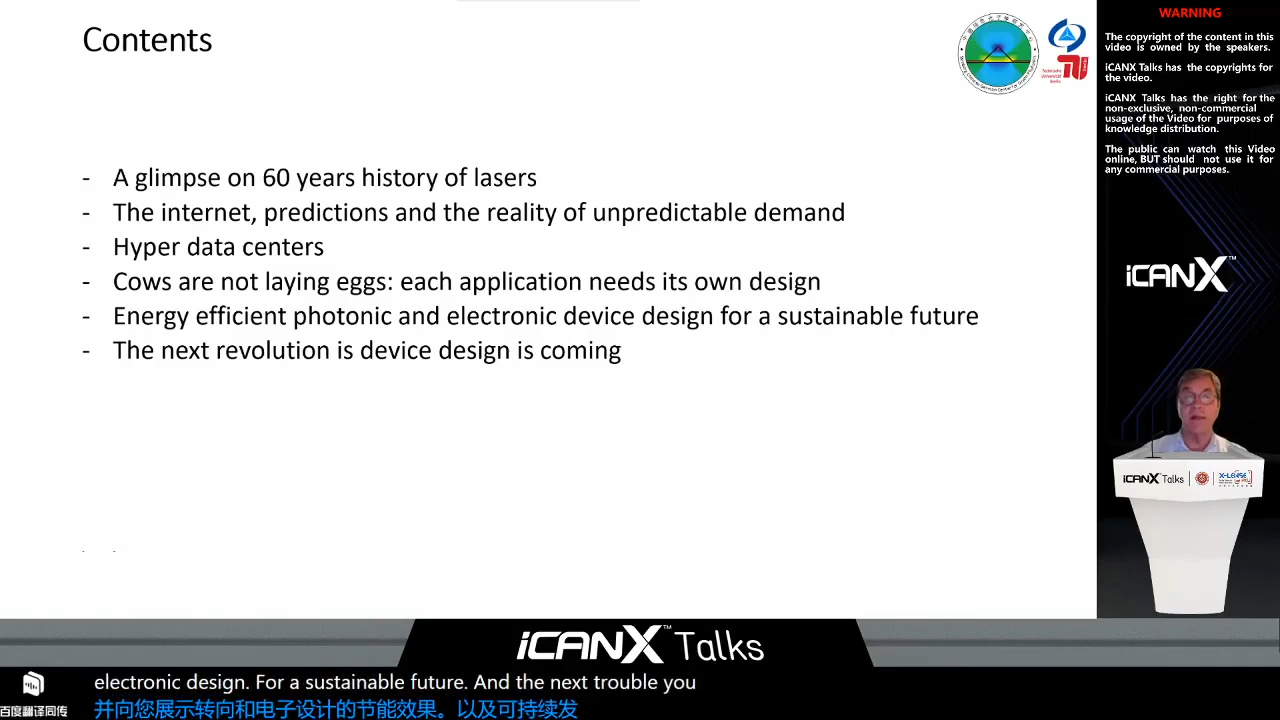 Contents
- A glimpse on 60 years history of lasers
- The internet, predictions and the reality of unpredictable demand
- Hyper data centers
- Cows are not laying eggs: each application needs its own design
- Energy efficient photonic and electronic device design for a sustainable future
- The next revolution is device design is coming
Technische
Universität
Berlin
WARNING
The copyright of the content in this
video is owned by the speakers.
iCANX Talks has the copyrights for
the video.
iCANX Talks has the right for the
non-exclusive, non-commercial
usage of the Video for purposes of
knowledge distribution.
The public can watch this Video
online, BUT should not use it for
any commercial purposes.
iCANX™
iCANX Talks
X-LENSE
iCANX™ Talks
electronic design. For a sustainable future. And the next trouble you
并向您展示转向和电子设计的节能效果。以及可持续发
百度翻译同传